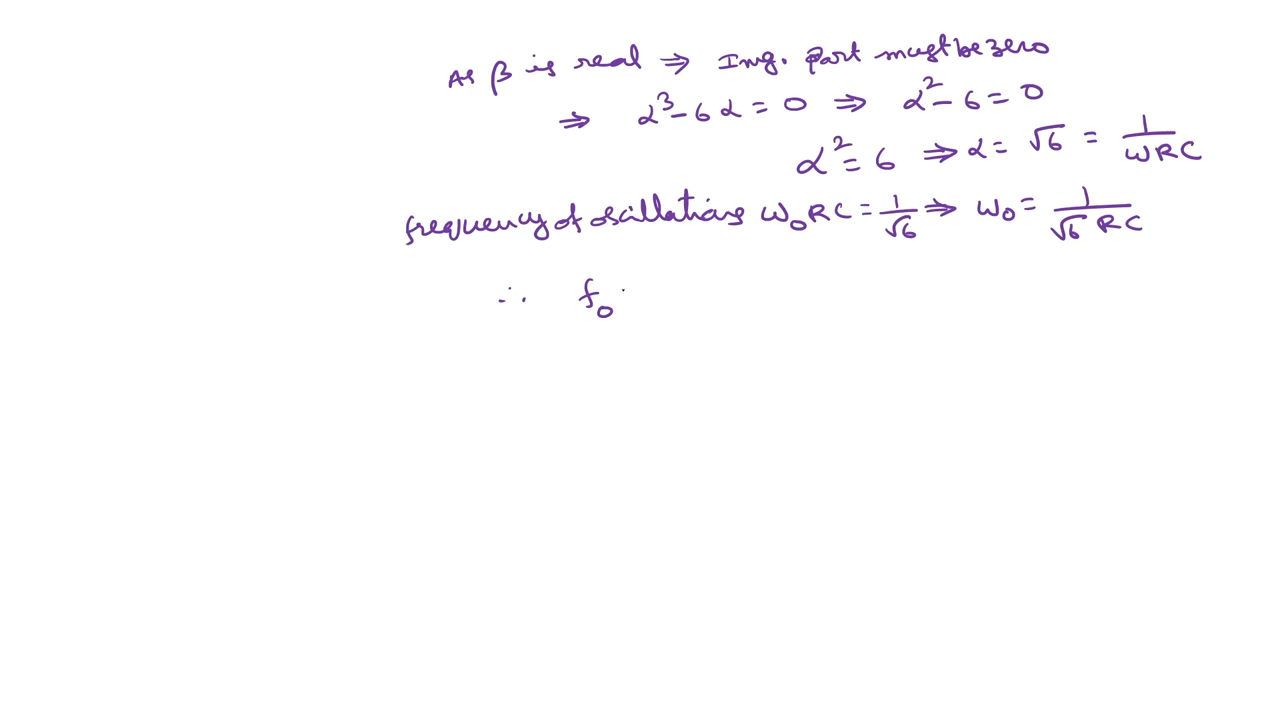 As β is real ⇒ Img. part must be zero
⇒ α³ - 6α = 0 ⇒ α² - 6 = 0
α² = 6 ⇒ α = √6 = 1/ωRC
frequency of oscillations ω₀RC = 1/√6 ⇒ ω₀ = 1/√6 RC
∴ f₀